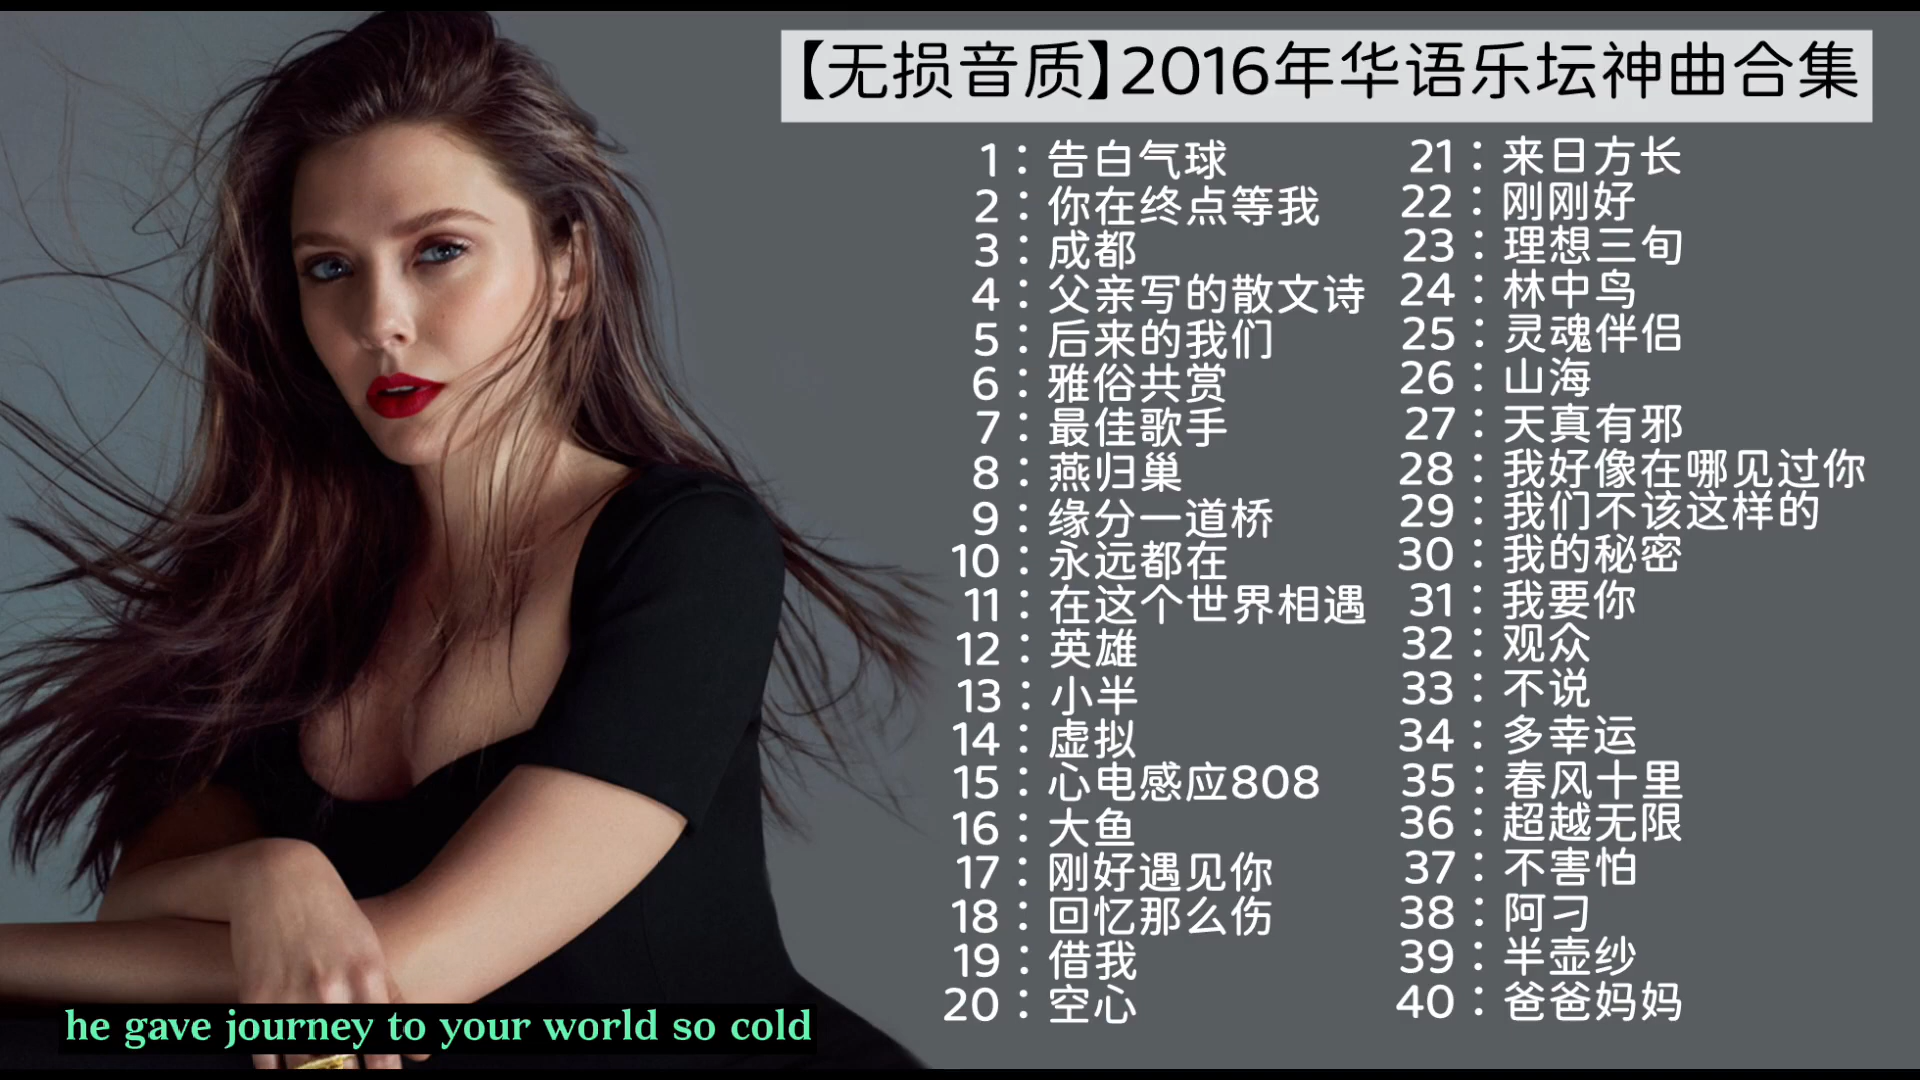 【无损音质】2016年华语乐坛神曲合集
1：告白气球
2：你在终点等我
3：成都
4：父亲写的散文诗
5：后来的我们
6：雅俗共赏
7：最佳歌手
8：燕归巢
9：缘分一道桥
10：永远都在
11：在这个世界相遇
12：英雄
13：小半
14：虚拟
15：心电感应808
16：大鱼
17：刚好遇见你
18：回忆那么伤
19：借我
20：空心
21：来日方长
22：刚刚好
23：理想三旬
24：林中鸟
25：灵魂伴侣
26：山海
27：天真有邪
28：我好像在哪见过你
29：我们不该这样的
30：我的秘密
31：我要你
32：观众
33：不说
34：多幸运
35：春风十里
36：超越无限
37：不害怕
38：阿刁
39：半壶纱
40：爸爸妈妈
he gave journey to your world so cold